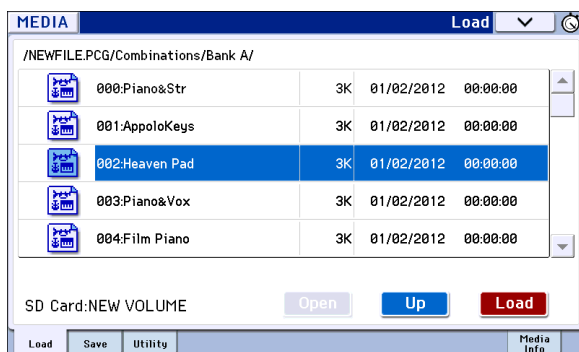 MEDIA Load
/NEWFILE.PCG/Combinations/Bank A/
000:Piano&Str 3K 01/02/2012 00:00:00
001:AppoloKeys 3K 01/02/2012 00:00:00
002:Heaven Pad 3K 01/02/2012 00:00:00
003:Piano&Vox 3K 01/02/2012 00:00:00
004:Film Piano 3K 01/02/2012 00:00:00
SD Card:NEW VOLUME Open Up Load
Load Save Utility Media Info